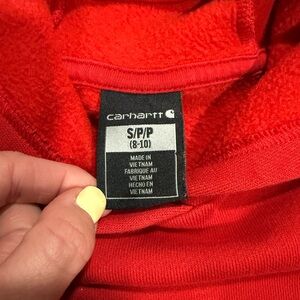 carhartt
S/P/P
(8-10)
MADE IN
VIETNAM
FABRIQUÉ AU
VIETNAM
HECHO EN
VIETNAM